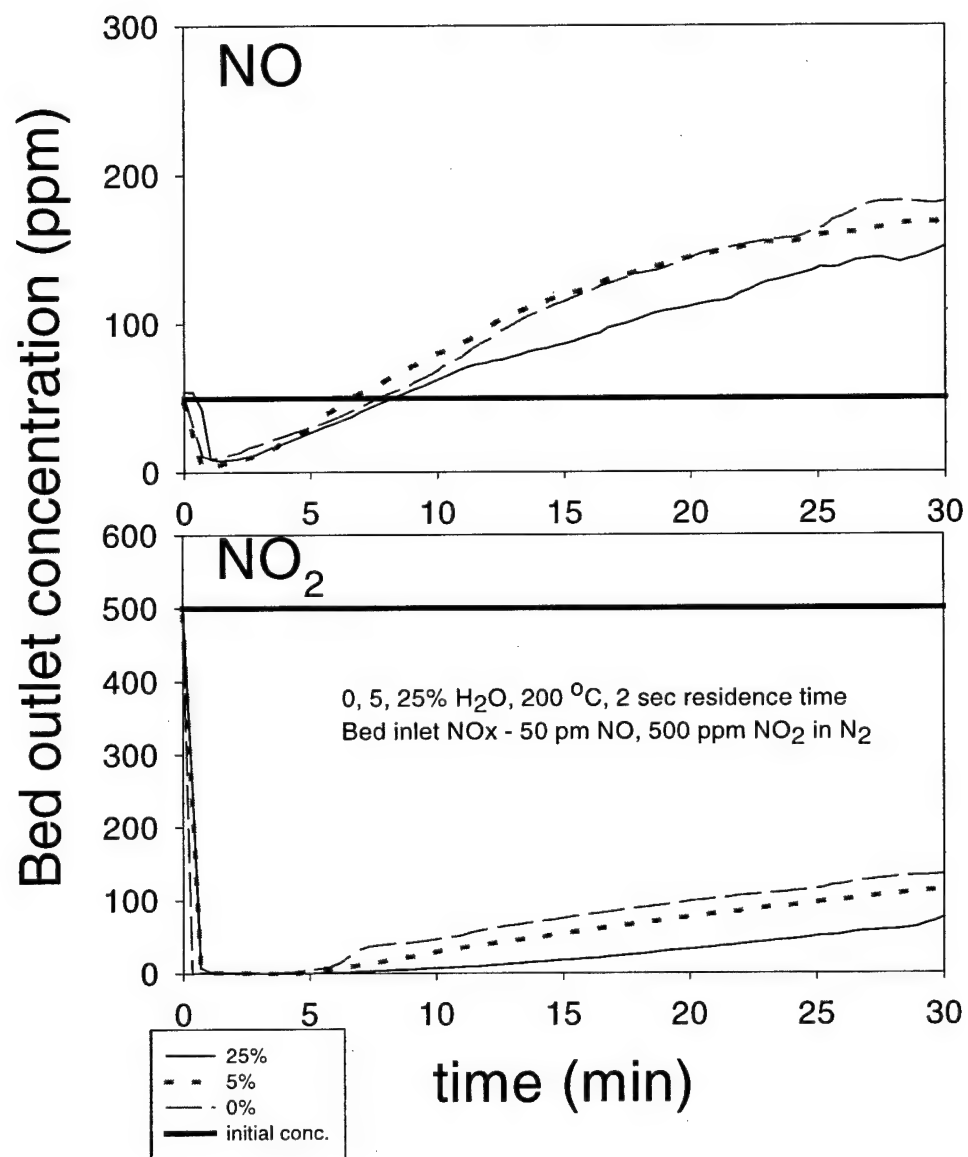 Bed outlet concentration (ppm)
NO
300
200
100
0
0 5 10 15 20 25 30
NO2
600
500
400
300
200
100
0
0, 5, 25% H2O, 200 oC, 2 sec residence time
Bed inlet NOx - 50 pm NO, 500 ppm NO2 in N2
0 5 10 15 20 25 30
time (min)
25%
5%
0%
initial conc.